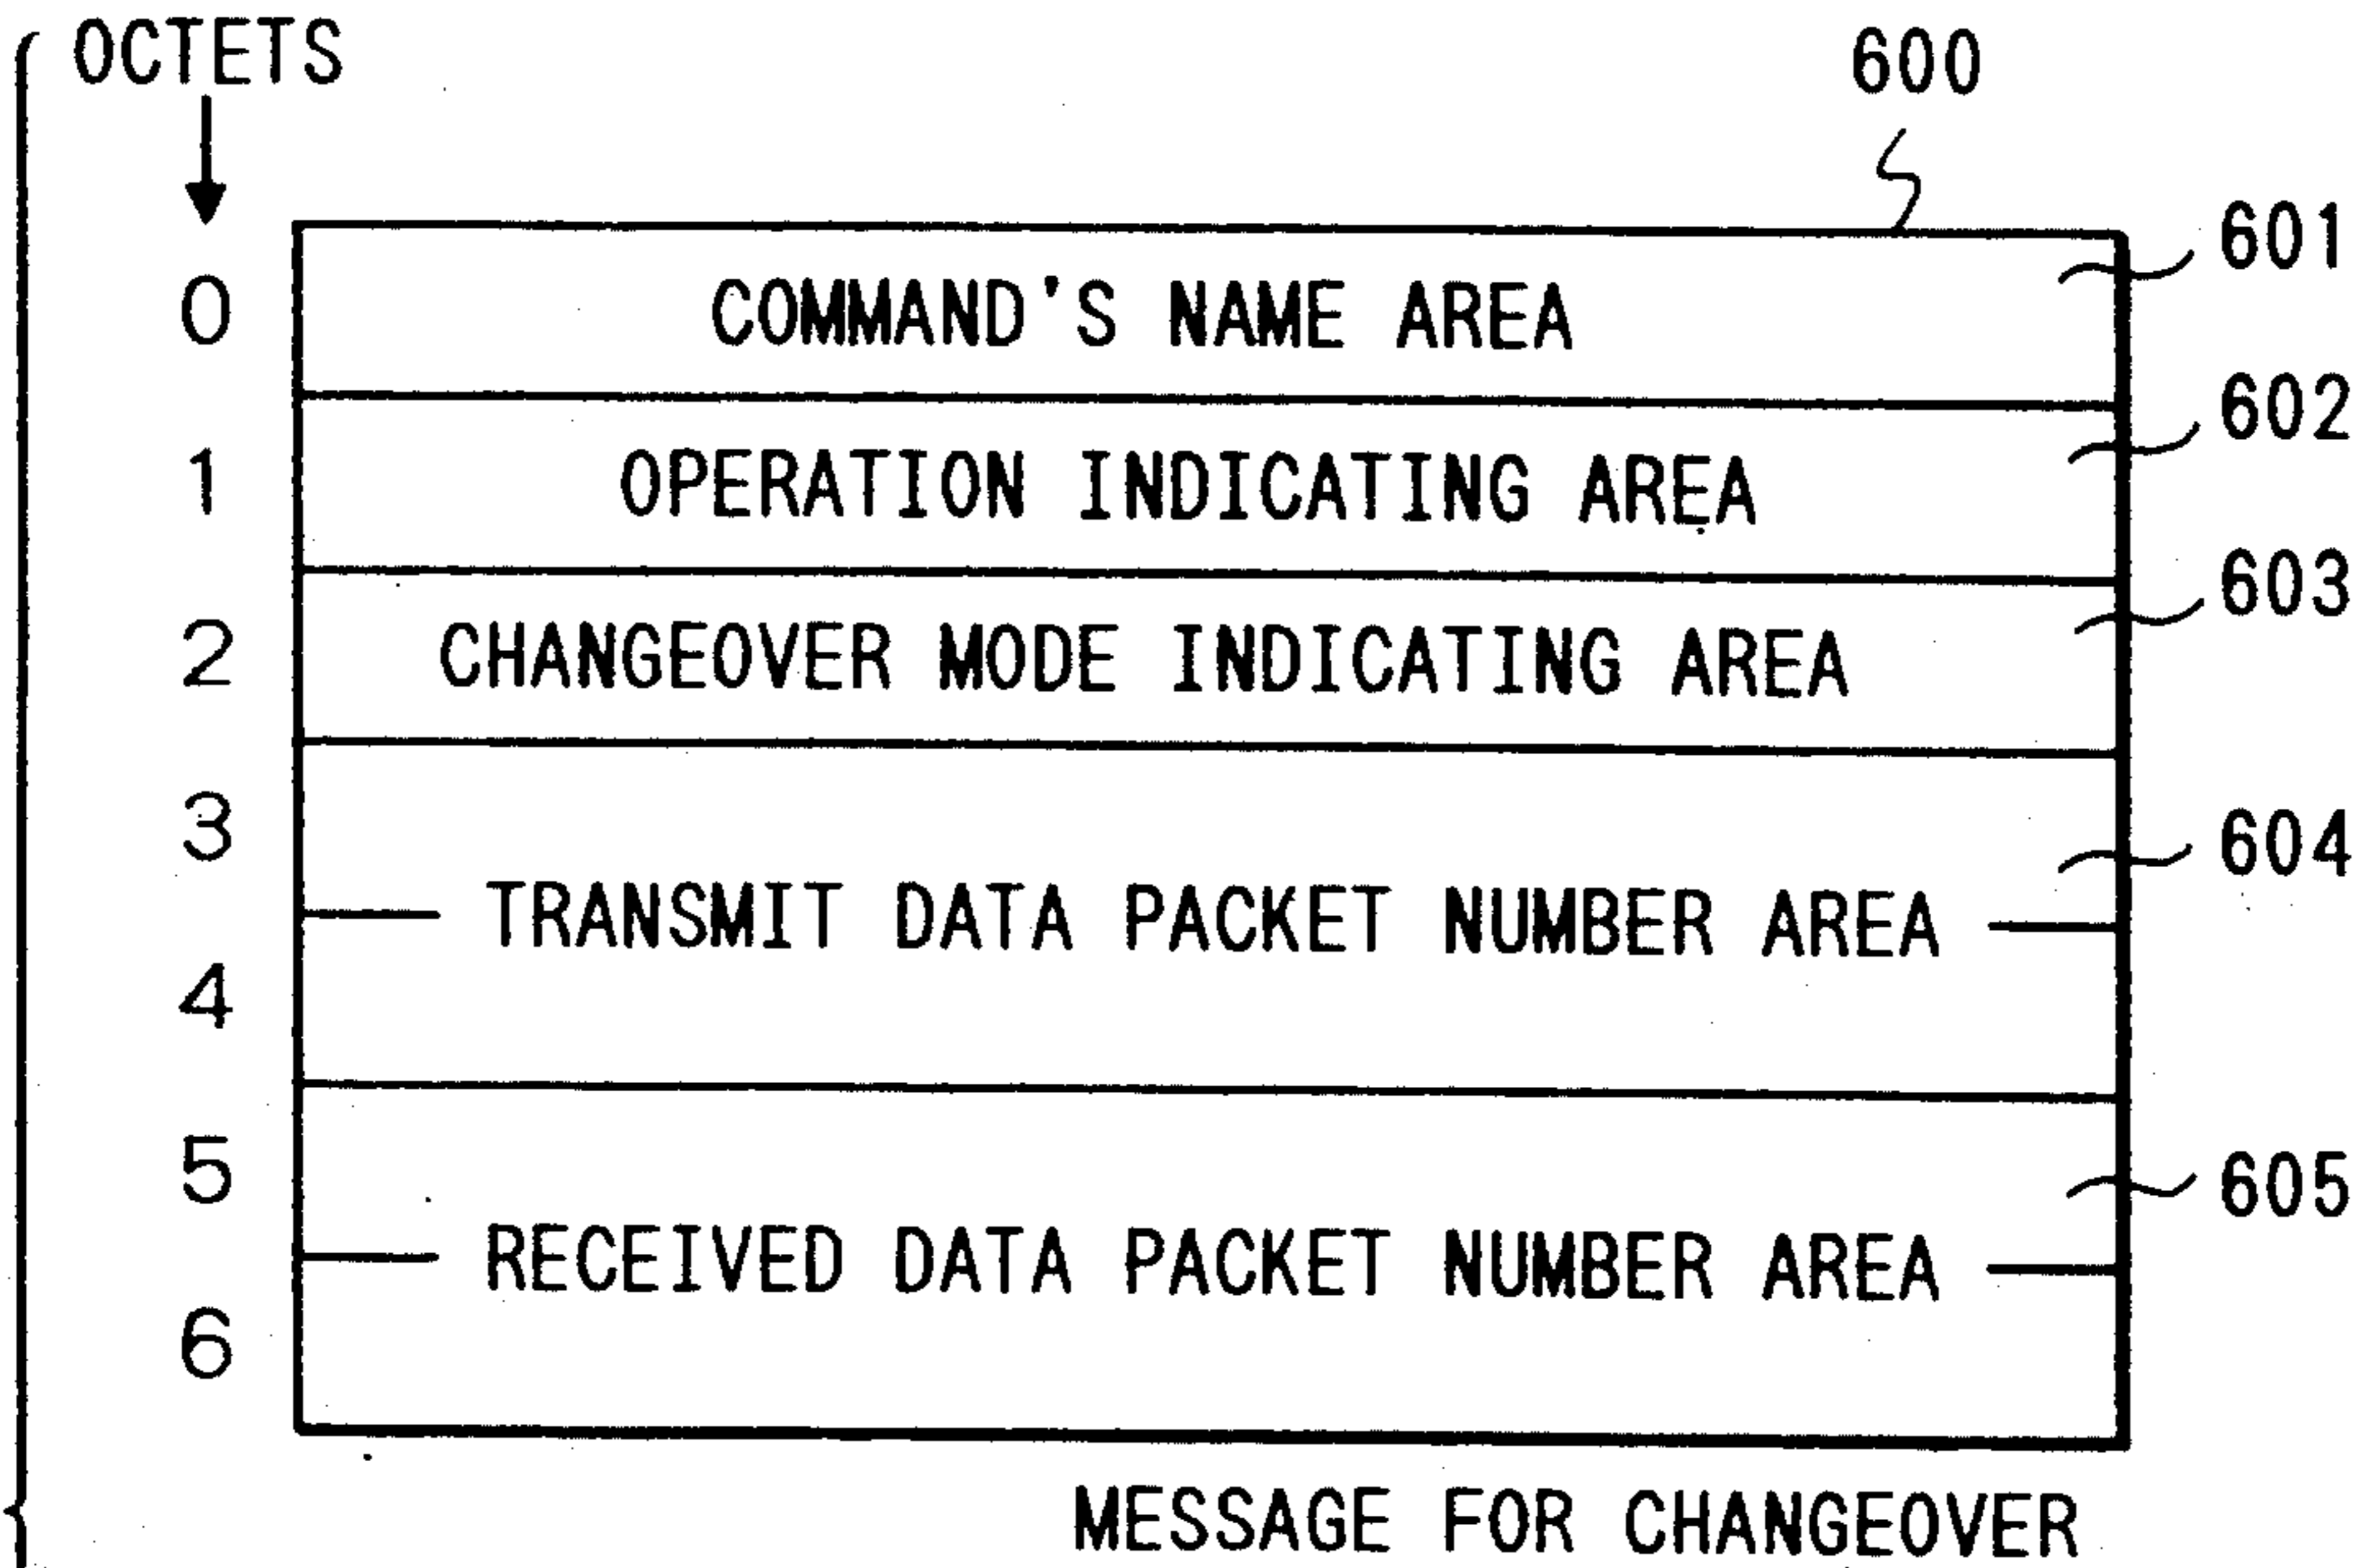 OCTETS
600
601
0 COMMAND'S NAME AREA
602
1 OPERATION INDICATING AREA
603
2 CHANGEOVER MODE INDICATING AREA
3
604
TRANSMIT DATA PACKET NUMBER AREA
4
5
605
RECEIVED DATA PACKET NUMBER AREA
6
MESSAGE FOR CHANGEOVER